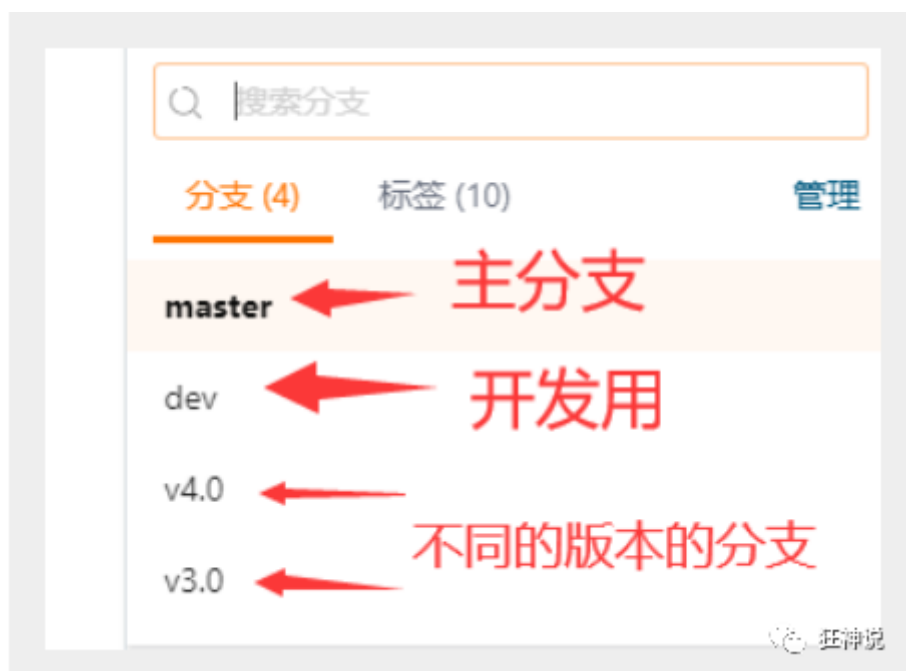 搜索分支
分支 (4) 标签 (10) 管理
master 主分支
dev 开发用
v4.0
不同的版本的分支
v3.0
狂神说